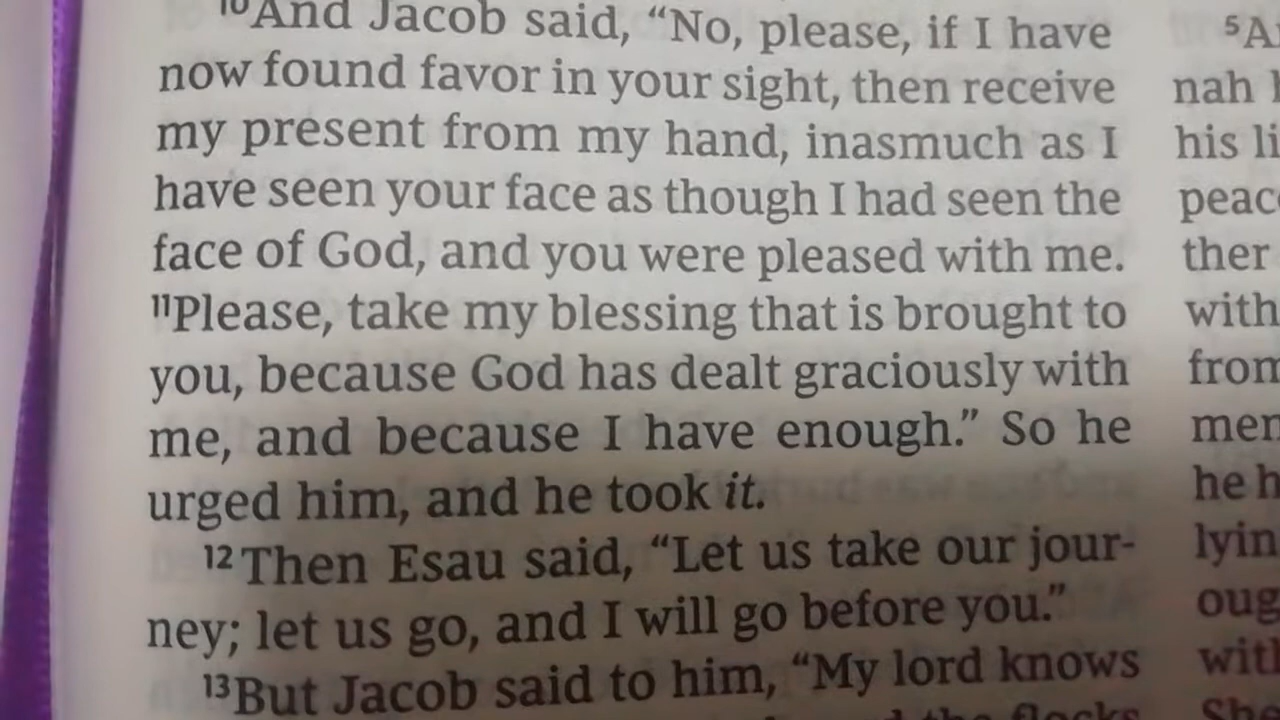 10And Jacob said, “No, please, if I have
now found favor in your sight, then receive
my present from my hand, inasmuch as I
have seen your face as though I had seen the
face of God, and you were pleased with me.
11Please, take my blessing that is brought to
you, because God has dealt graciously with
me, and because I have enough.” So he
urged him, and he took it.
12Then Esau said, “Let us take our jour-
ney; let us go, and I will go before you.”
13But Jacob said to him, “My lord knows
the flocks
5
nah
his
ther
with
he
She